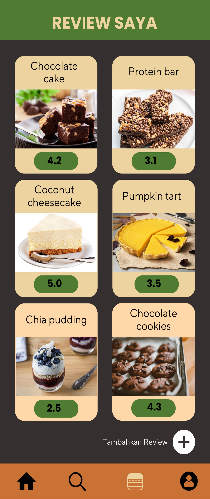 REVIEW SAYA
Chocolate
cake
4.2
Protein bar
3.1
Coconut
cheesecake
5.0
Pumpkin tart
3.5
Chia pudding
2.5
Chocolate
cookies
4.3
Tambahkan Review